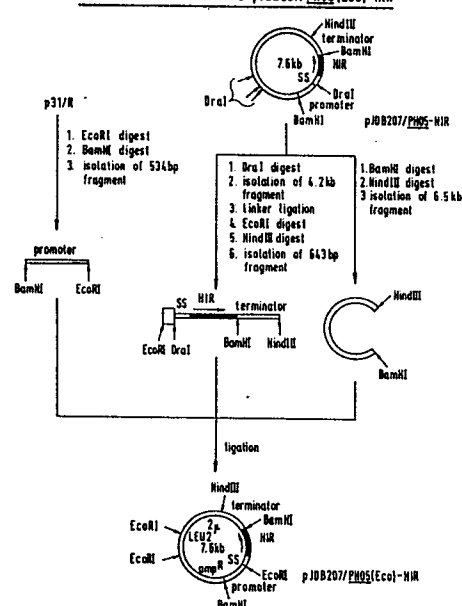 HindIII
terminator
BamHI
7.6kb
HIR
SS
DraI
DraI
promoter
BamHI
pJDB207/PHO5-HIR
p31/R
1. EcoRI digest
2. BamHI digest
3. isolation of 534bp
fragment
1. DraI digest
2. isolation of 4.2kb
fragment
3. linker ligation
4. EcoRI digest
5. HindIII digest
6. isolation of 643bp
fragment
1. BamHI digest
2. HindIII digest
3 isolation of 6.5kb
fragment
promoter
BamHI
EcoRI
SS
HIR
terminator
EcoRI
DraI
BamHI
HindIII
HindIII
BamHI
ligation
HindIII
terminator
EcoRI
2µ
BamHI
LEU2
7.6kb
HIR
EcoRI
SS
ampR
EcoRI
promoter
BamHI
pJDB207/PHO5(Eco)-HIR